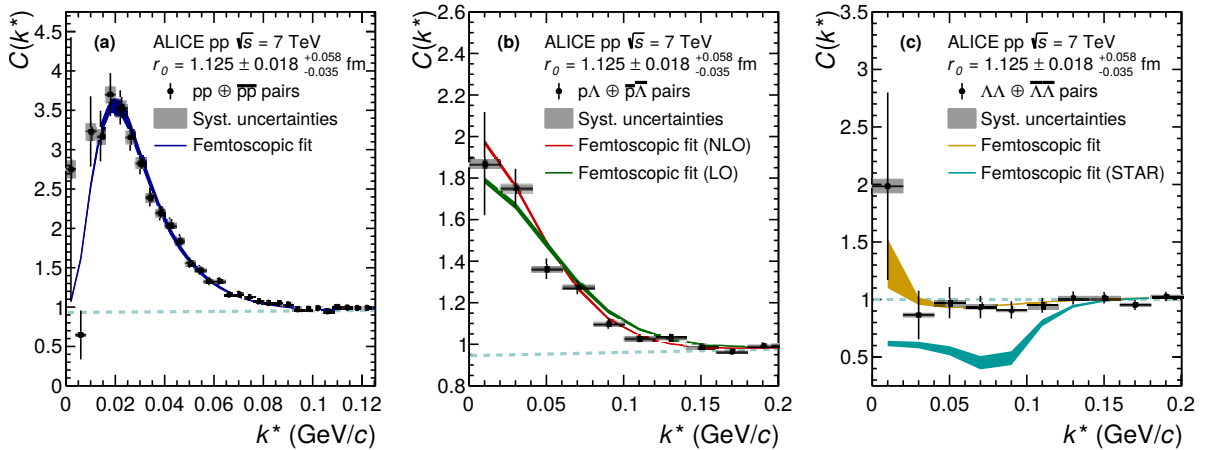 C(k*)
4.5
4
3.5
3
2.5
2
1.5
1
0.5
0
(a)
ALICE pp √s = 7 TeV
r₀ = 1.125 ± 0.018 +0.058 -0.035 fm
pp ⊕ p̅p̅ pairs
Syst. uncertainties
Femtoscopic fit
0 0.02 0.04 0.06 0.08 0.1 0.12
k* (GeV/c)
C(k*)
2.6
2.4
2.2
2
1.8
1.6
1.4
1.2
1
0.8
(b)
ALICE pp √s = 7 TeV
r₀ = 1.125 ± 0.018 +0.058 -0.035 fm
pΛ ⊕ p̅Λ̅ pairs
Syst. uncertainties
Femtoscopic fit (NLO)
Femtoscopic fit (LO)
0 0.05 0.1 0.15 0.2
k* (GeV/c)
C(k*)
3.5
3
2.5
2
1.5
1
0.5
(c)
ALICE pp √s = 7 TeV
r₀ = 1.125 ± 0.018 +0.058 -0.035 fm
ΛΛ ⊕ Λ̅Λ̅ pairs
Syst. uncertainties
Femtoscopic fit
Femtoscopic fit (STAR)
0 0.05 0.1 0.15 0.2
k* (GeV/c)